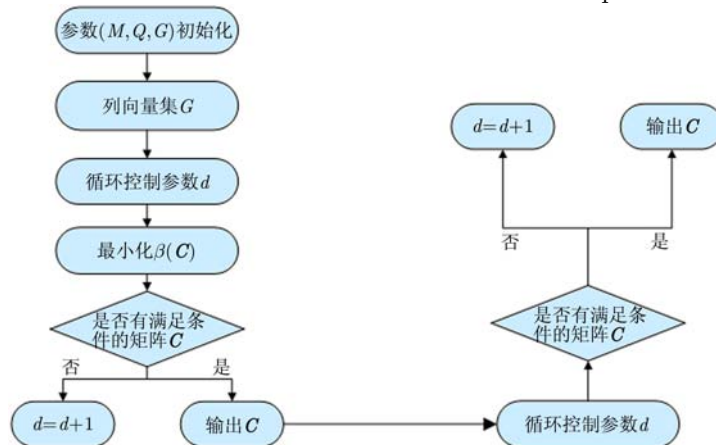 参数(M,Q,G)初始化
列向量集G
循环控制参数d
最小化β(C)
是否有满足条
件的矩阵C
否
是
d=d+1
输出C
d=d+1
输出C
否
是
是否有满足条
件的矩阵C
循环控制参数d